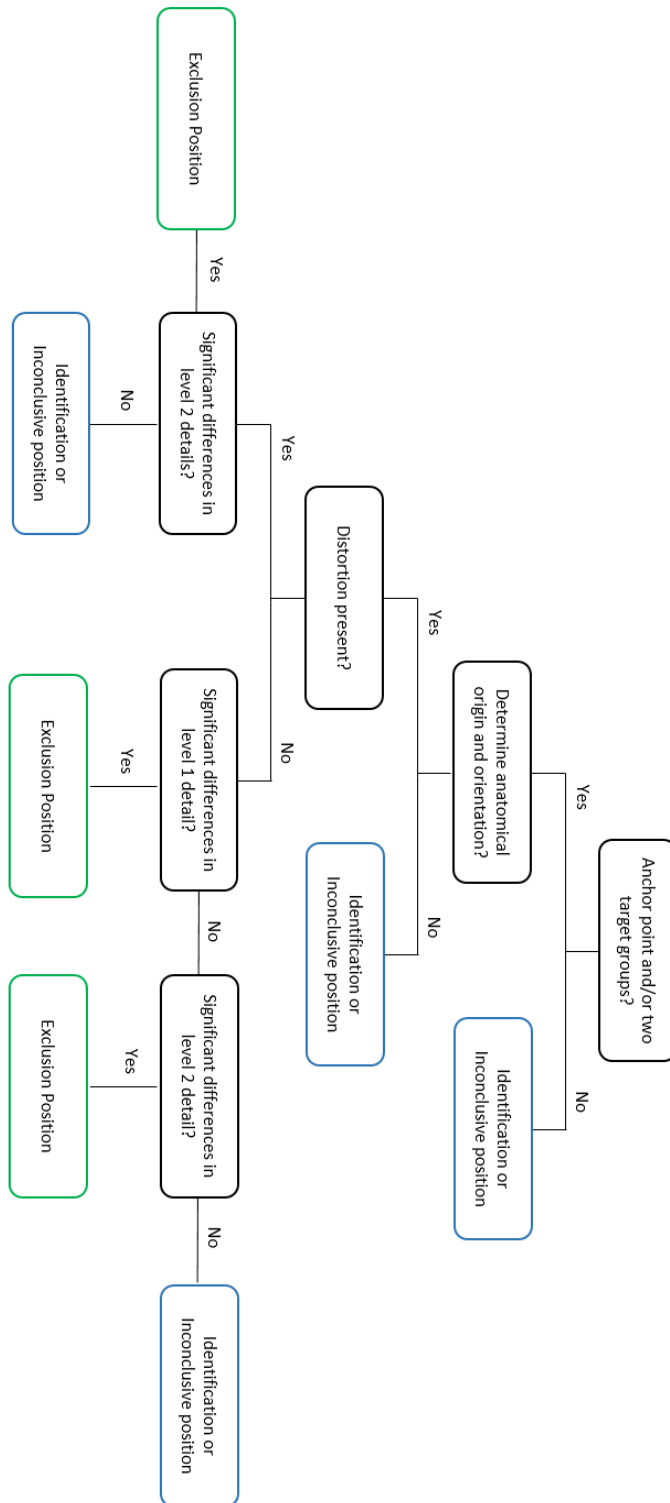 Anchor point and/or two
target groups?
Yes
No
Determine anatomical
origin and orientation?
Identification or
Inconclusive position
Yes
No
Distortion present?
Identification or
Inconclusive position
Yes
No
Exclusion Position
Yes
Significant differences in
level 2 details?
Significant differences in
level 1 detail?
No
Significant differences in
level 2 detail?
No
Identification or
Inconclusive position
No
Yes
Yes
Identification or
Inconclusive position
Exclusion Position
Exclusion Position